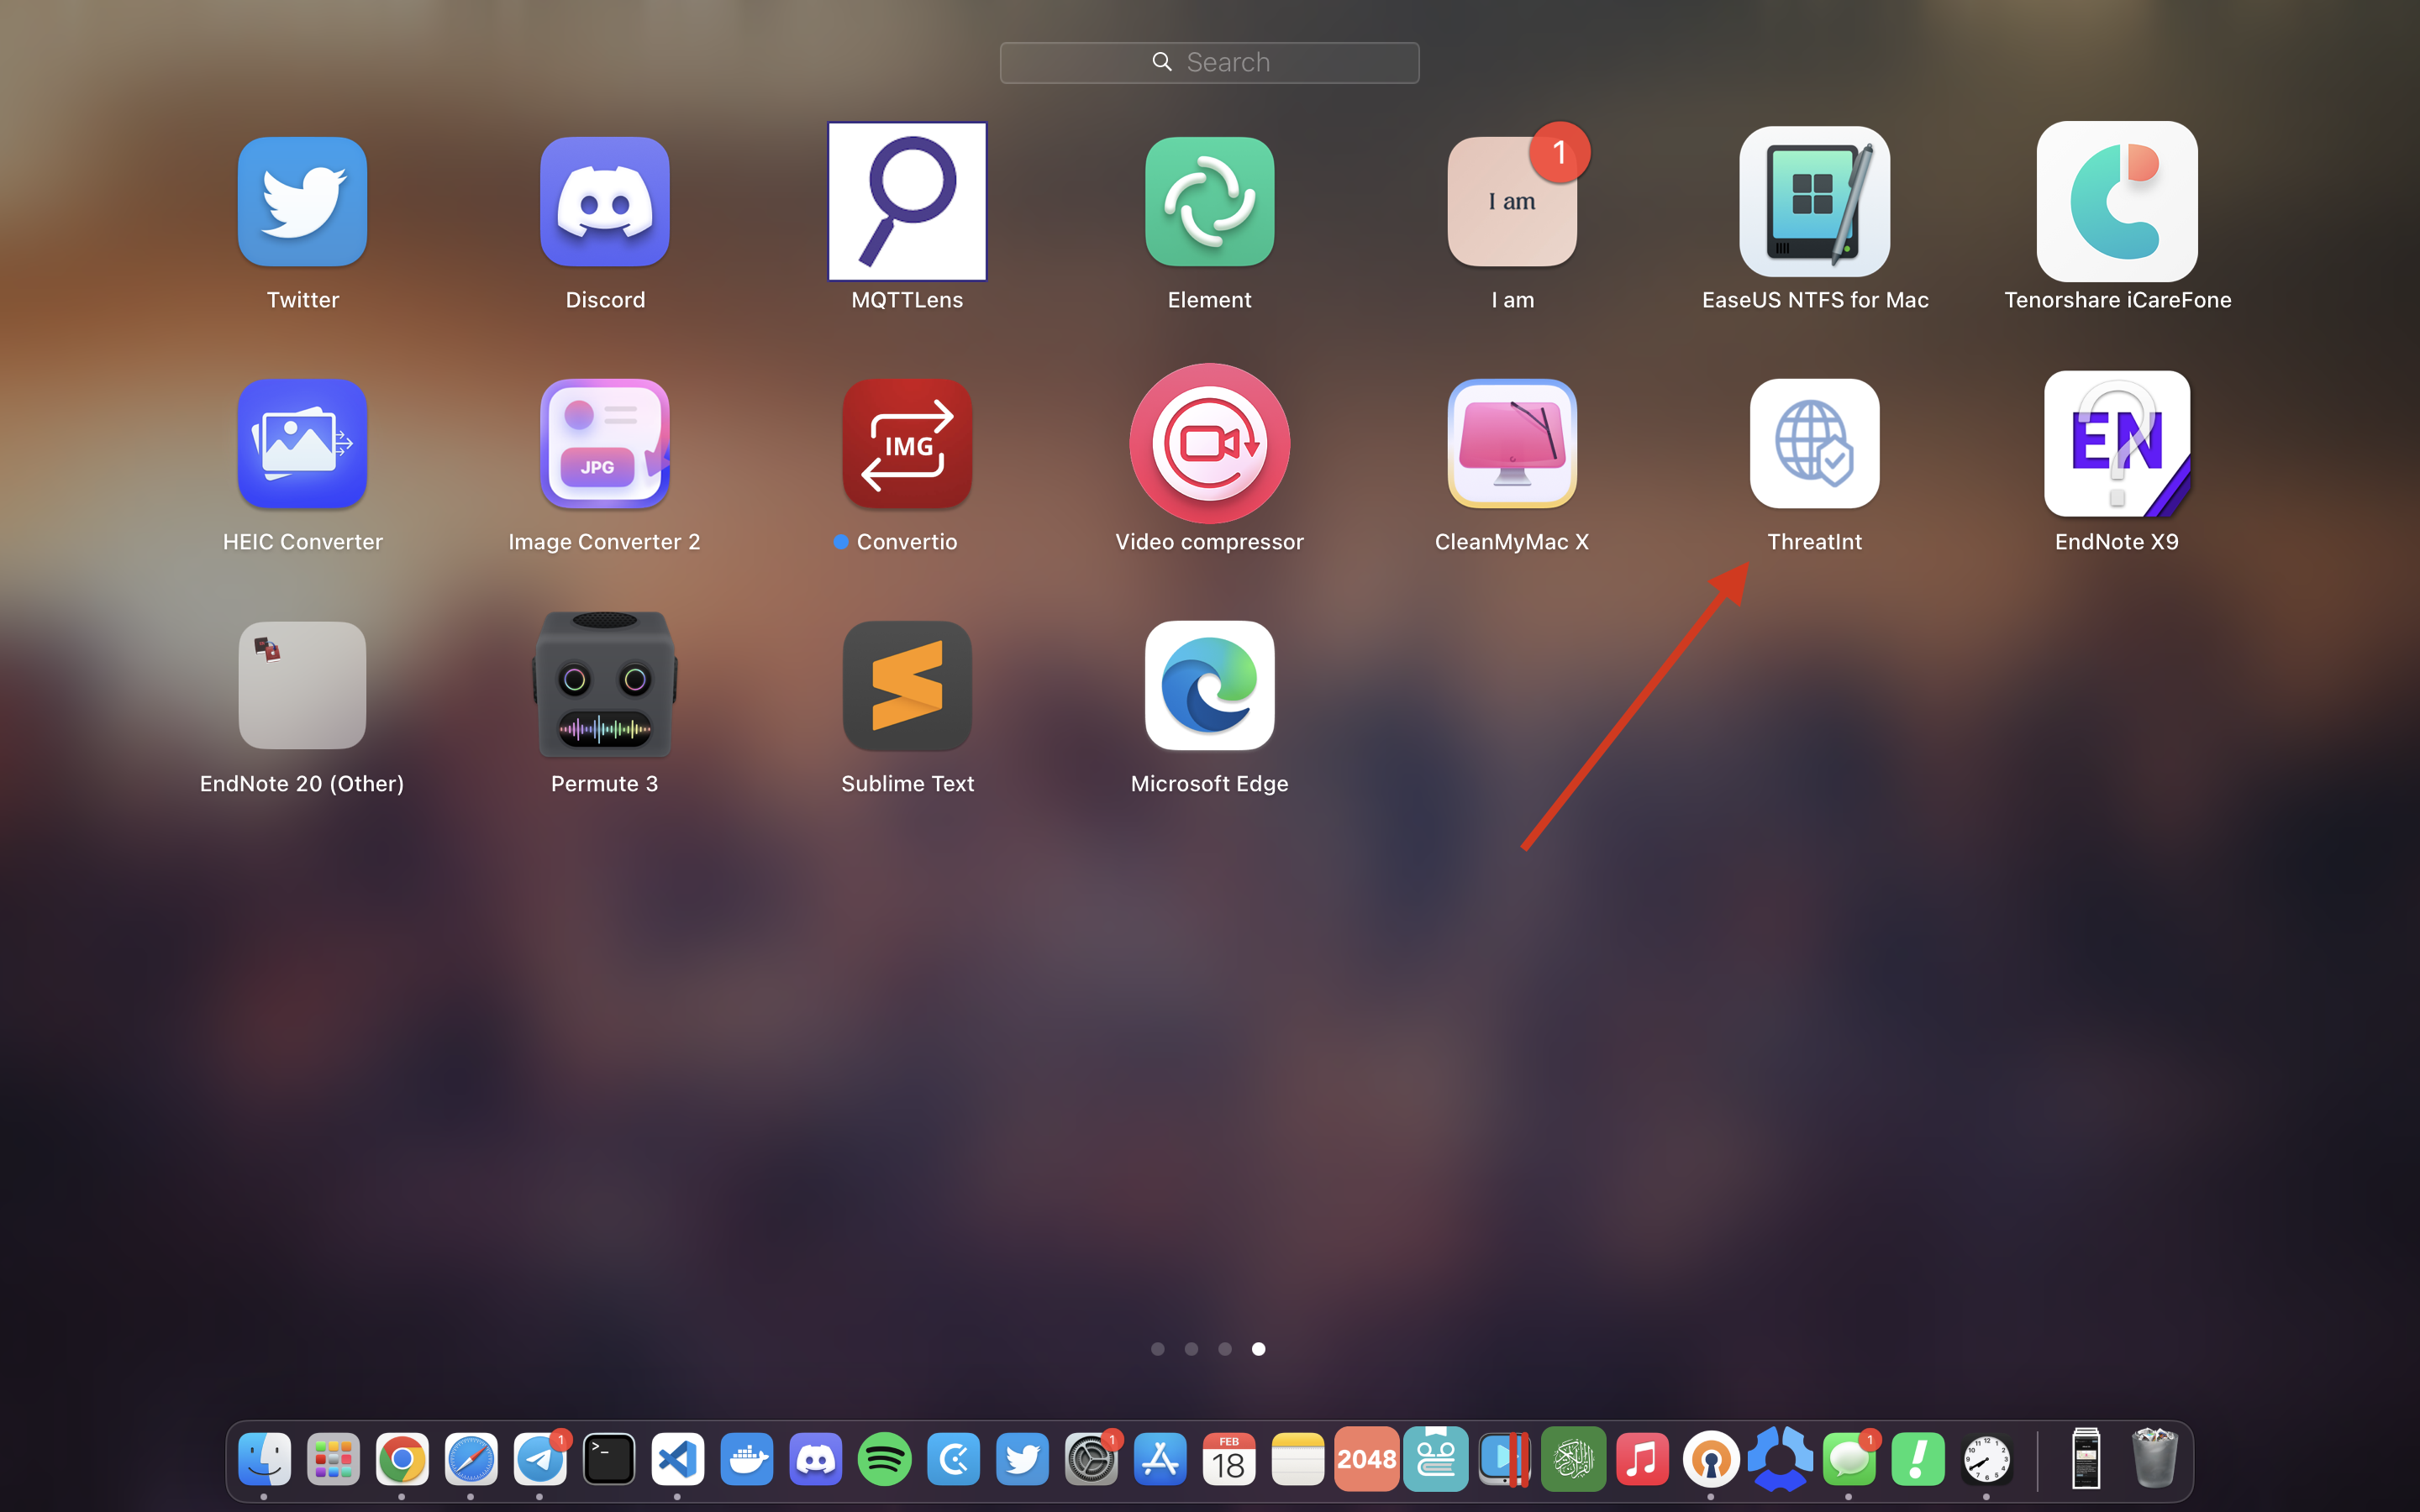 Search
1
I am
Twitter
Discord
MQTTLens
Element
I am
EaseUS NTFS for Mac
Tenorshare iCareFone
JPG
IMG
EN
HEIC Converter
Image Converter 2
Convertio
Video compressor
CleanMyMac X
ThreatInt
EndNote X9
EndNote 20 (Other)
Permute 3
Sublime Text
Microsoft Edge
1
>_
1
FEB
18
2048
1